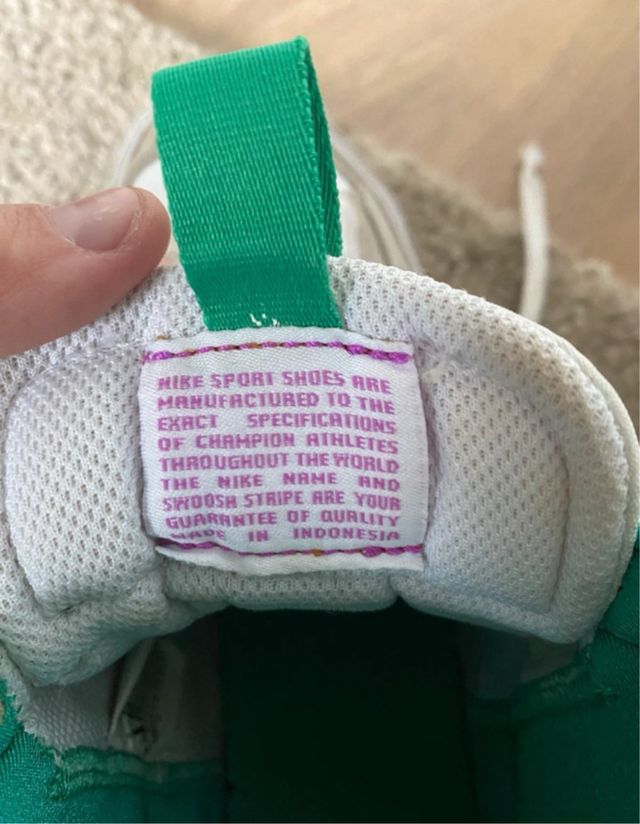 NIKE SPORT SHOES ARE
MANUFACTURED TO THE
EXACT SPECIFICATIONS
OF CHAMPION ATHLETES
THROUGHOUT THE WORLD
THE NIKE NAME AND
SWOOSH STRIPE ARE YOUR
GUARANTEE OF QUALITY
MADE IN INDONESIA